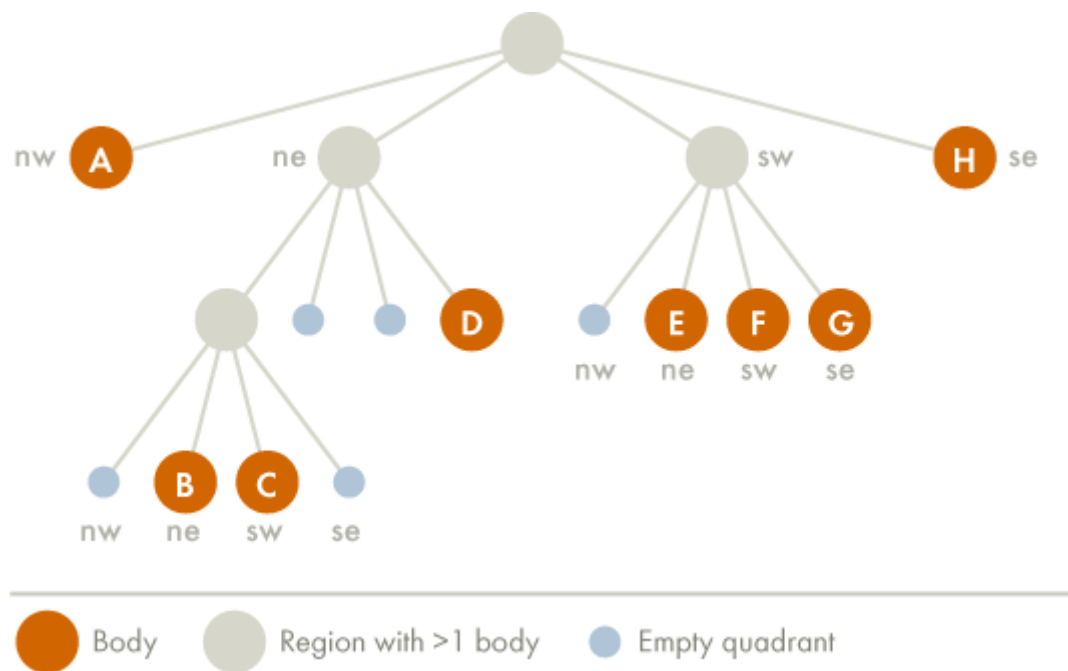 nw A ne sw H se
D E F G
nw ne sw se
B C
nw ne sw se
Body Region with >1 body Empty quadrant